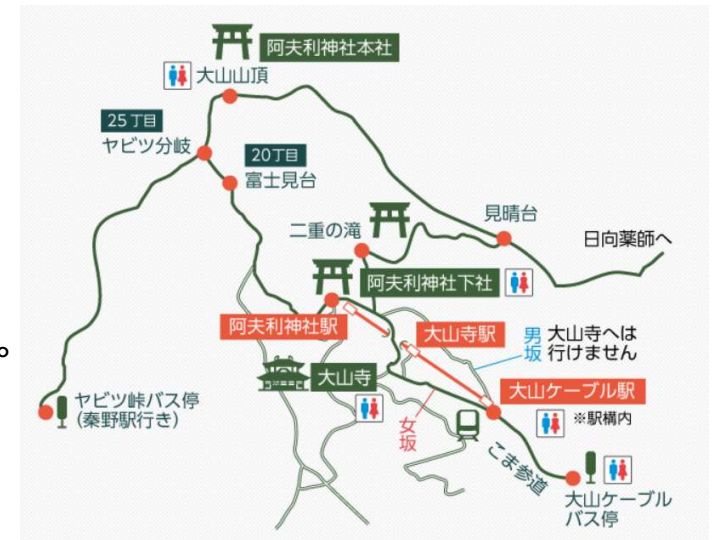 阿夫利神社本社
大山山頂
25丁目
ヤビツ分岐
20丁目
富士見台
見晴台
二重の滝
日向薬師へ
阿夫利神社下社
阿夫利神社駅
大山寺駅
男坂
大山寺へは
行けません
大山寺
大山ケーブル駅
ヤビツ峠バス停
(秦野駅行き)
女坂
※駅構内
こま参道
大山ケーブル
バス停
。